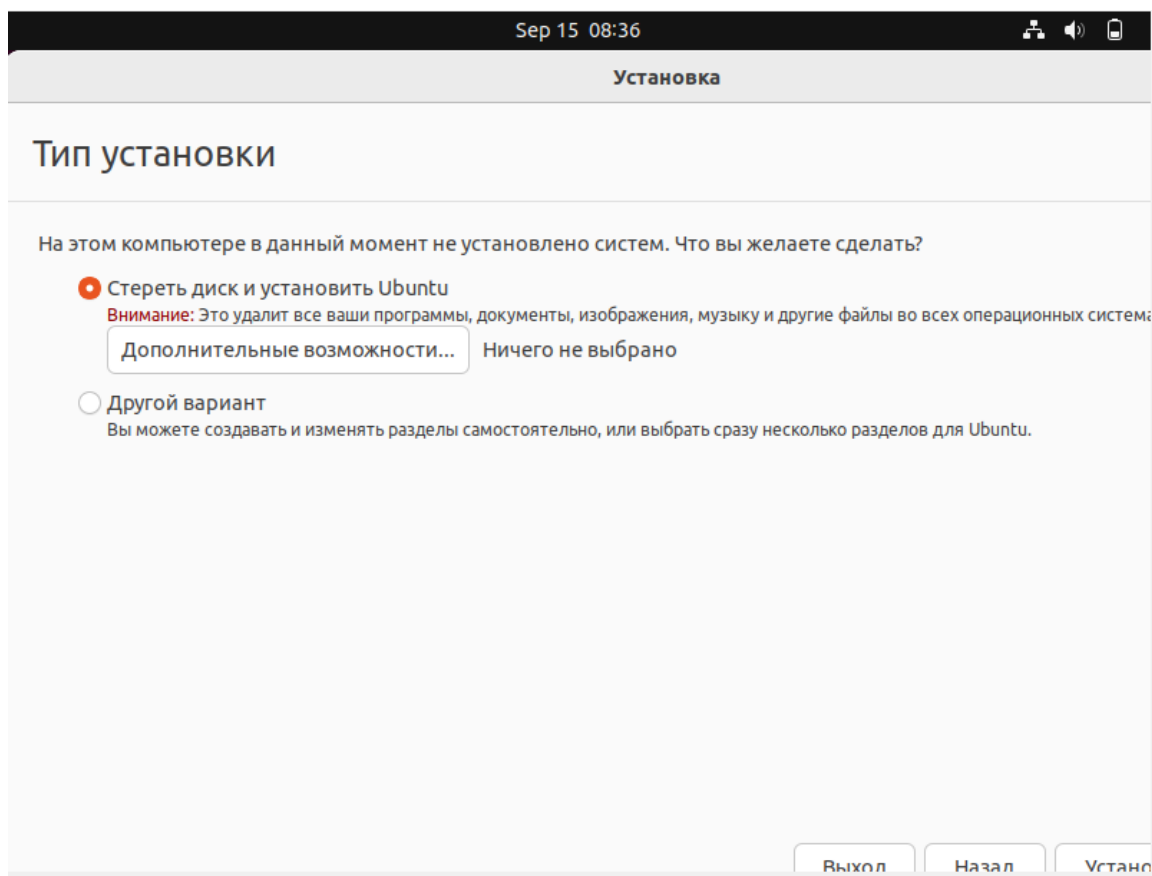 Sep 15 08:36
Установка
Тип установки
На этом компьютере в данный момент не установлено систем. Что вы желаете сделать?
Стереть диск и установить Ubuntu
Внимание: Это удалит все ваши программы, документы, изображения, музыку и другие файлы во всех операционных система
Дополнительные возможности... Ничего не выбрано
Другой вариант
Вы можете создавать и изменять разделы самостоятельно, или выбрать сразу несколько разделов для Ubuntu.
Выход Назад Устано